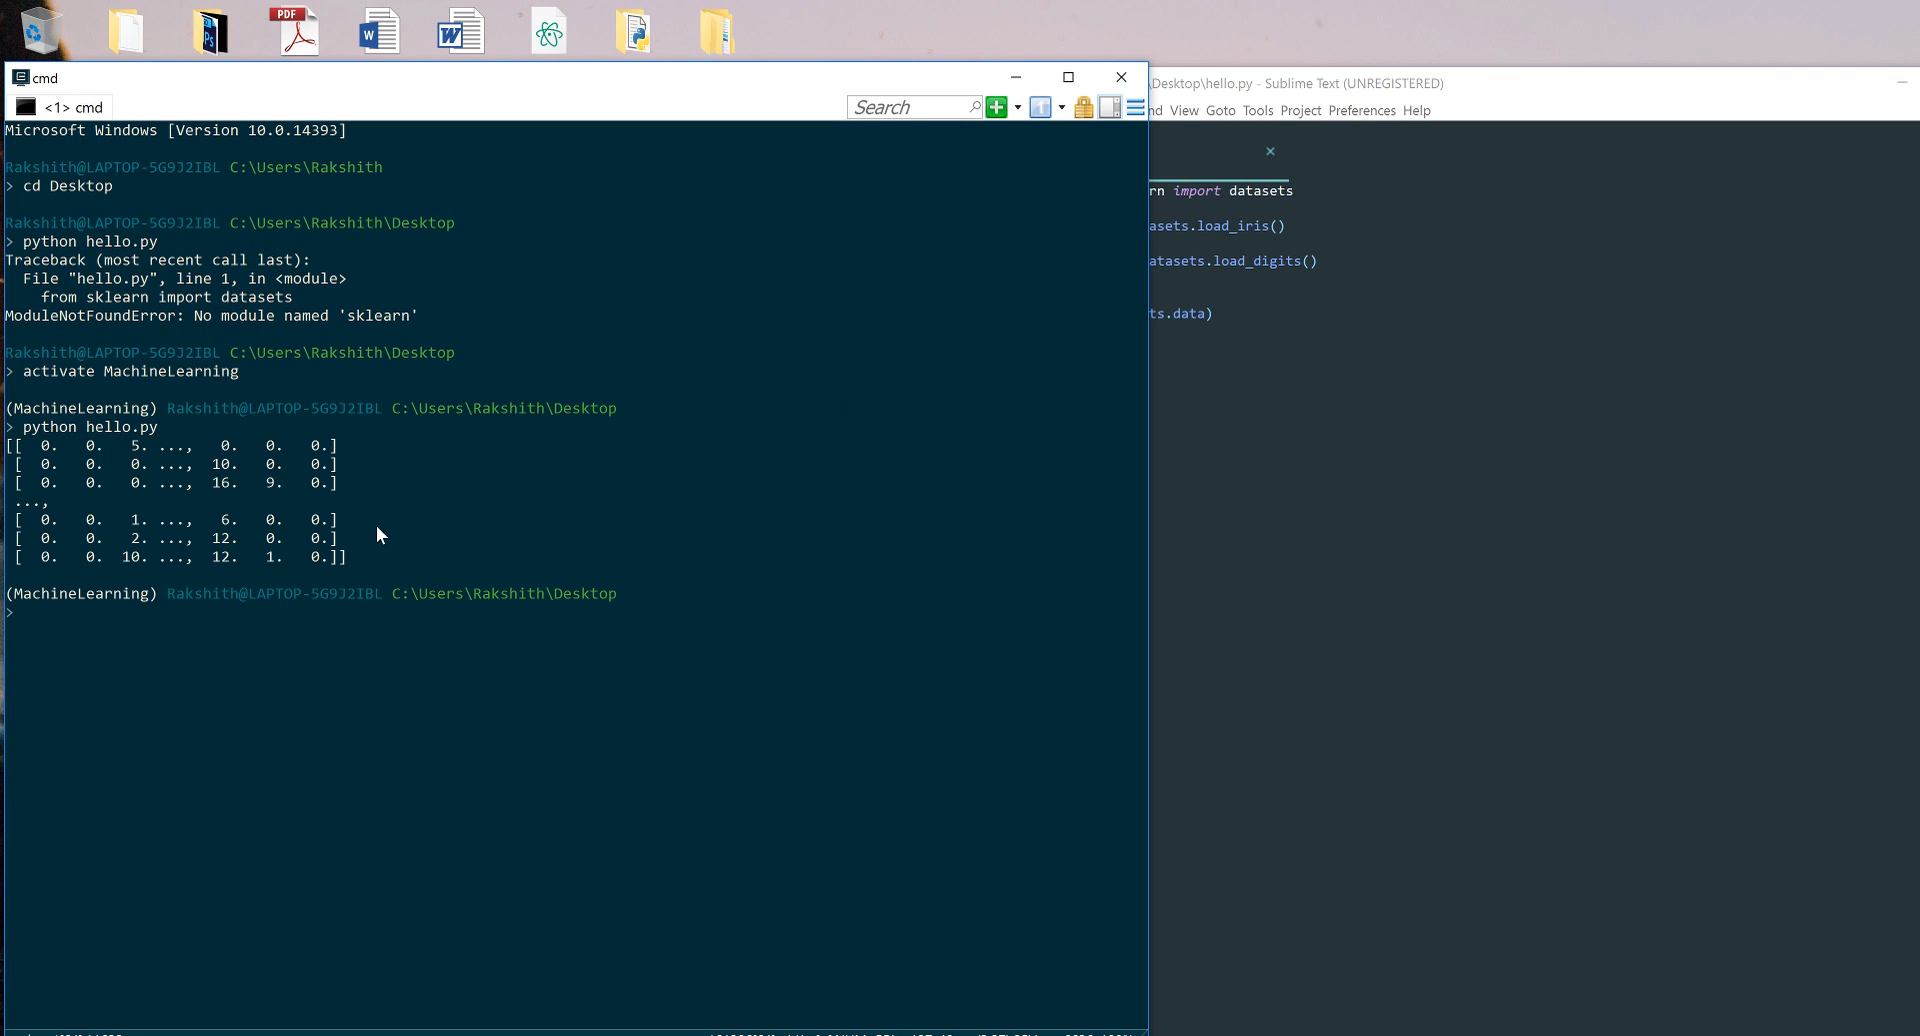 PDF
cmd
<1> cmd
Search
Microsoft Windows [Version 10.0.14393]
Rakshith@LAPTOP-5G9J2IBL C:\Users\Rakshith
> cd Desktop
Rakshith@LAPTOP-5G9J2IBL C:\Users\Rakshith\Desktop
> python hello.py
Traceback (most recent call last):
  File "hello.py", line 1, in <module>
    from sklearn import datasets
ModuleNotFoundError: No module named 'sklearn'
Rakshith@LAPTOP-5G9J2IBL C:\Users\Rakshith\Desktop
> activate MachineLearning
(MachineLearning) Rakshith@LAPTOP-5G9J2IBL C:\Users\Rakshith\Desktop
> python hello.py
[[  0.   0.   5. ...,   0.   0.   0.]
 [  0.   0.   0. ...,  10.   0.   0.]
 [  0.   0.   0. ...,  16.   9.   0.]
 ...,
 [  0.   0.   1. ...,   6.   0.   0.]
 [  0.   0.   2. ...,  12.   0.   0.]
 [  0.   0.  10. ...,  12.   1.   0.]]
(MachineLearning) Rakshith@LAPTOP-5G9J2IBL C:\Users\Rakshith\Desktop
>
\Desktop\hello.py - Sublime Text (UNREGISTERED)
nd View Goto Tools Project Preferences Help
rn import datasets
asets.load_iris()
atasets.load_digits()
ts.data)